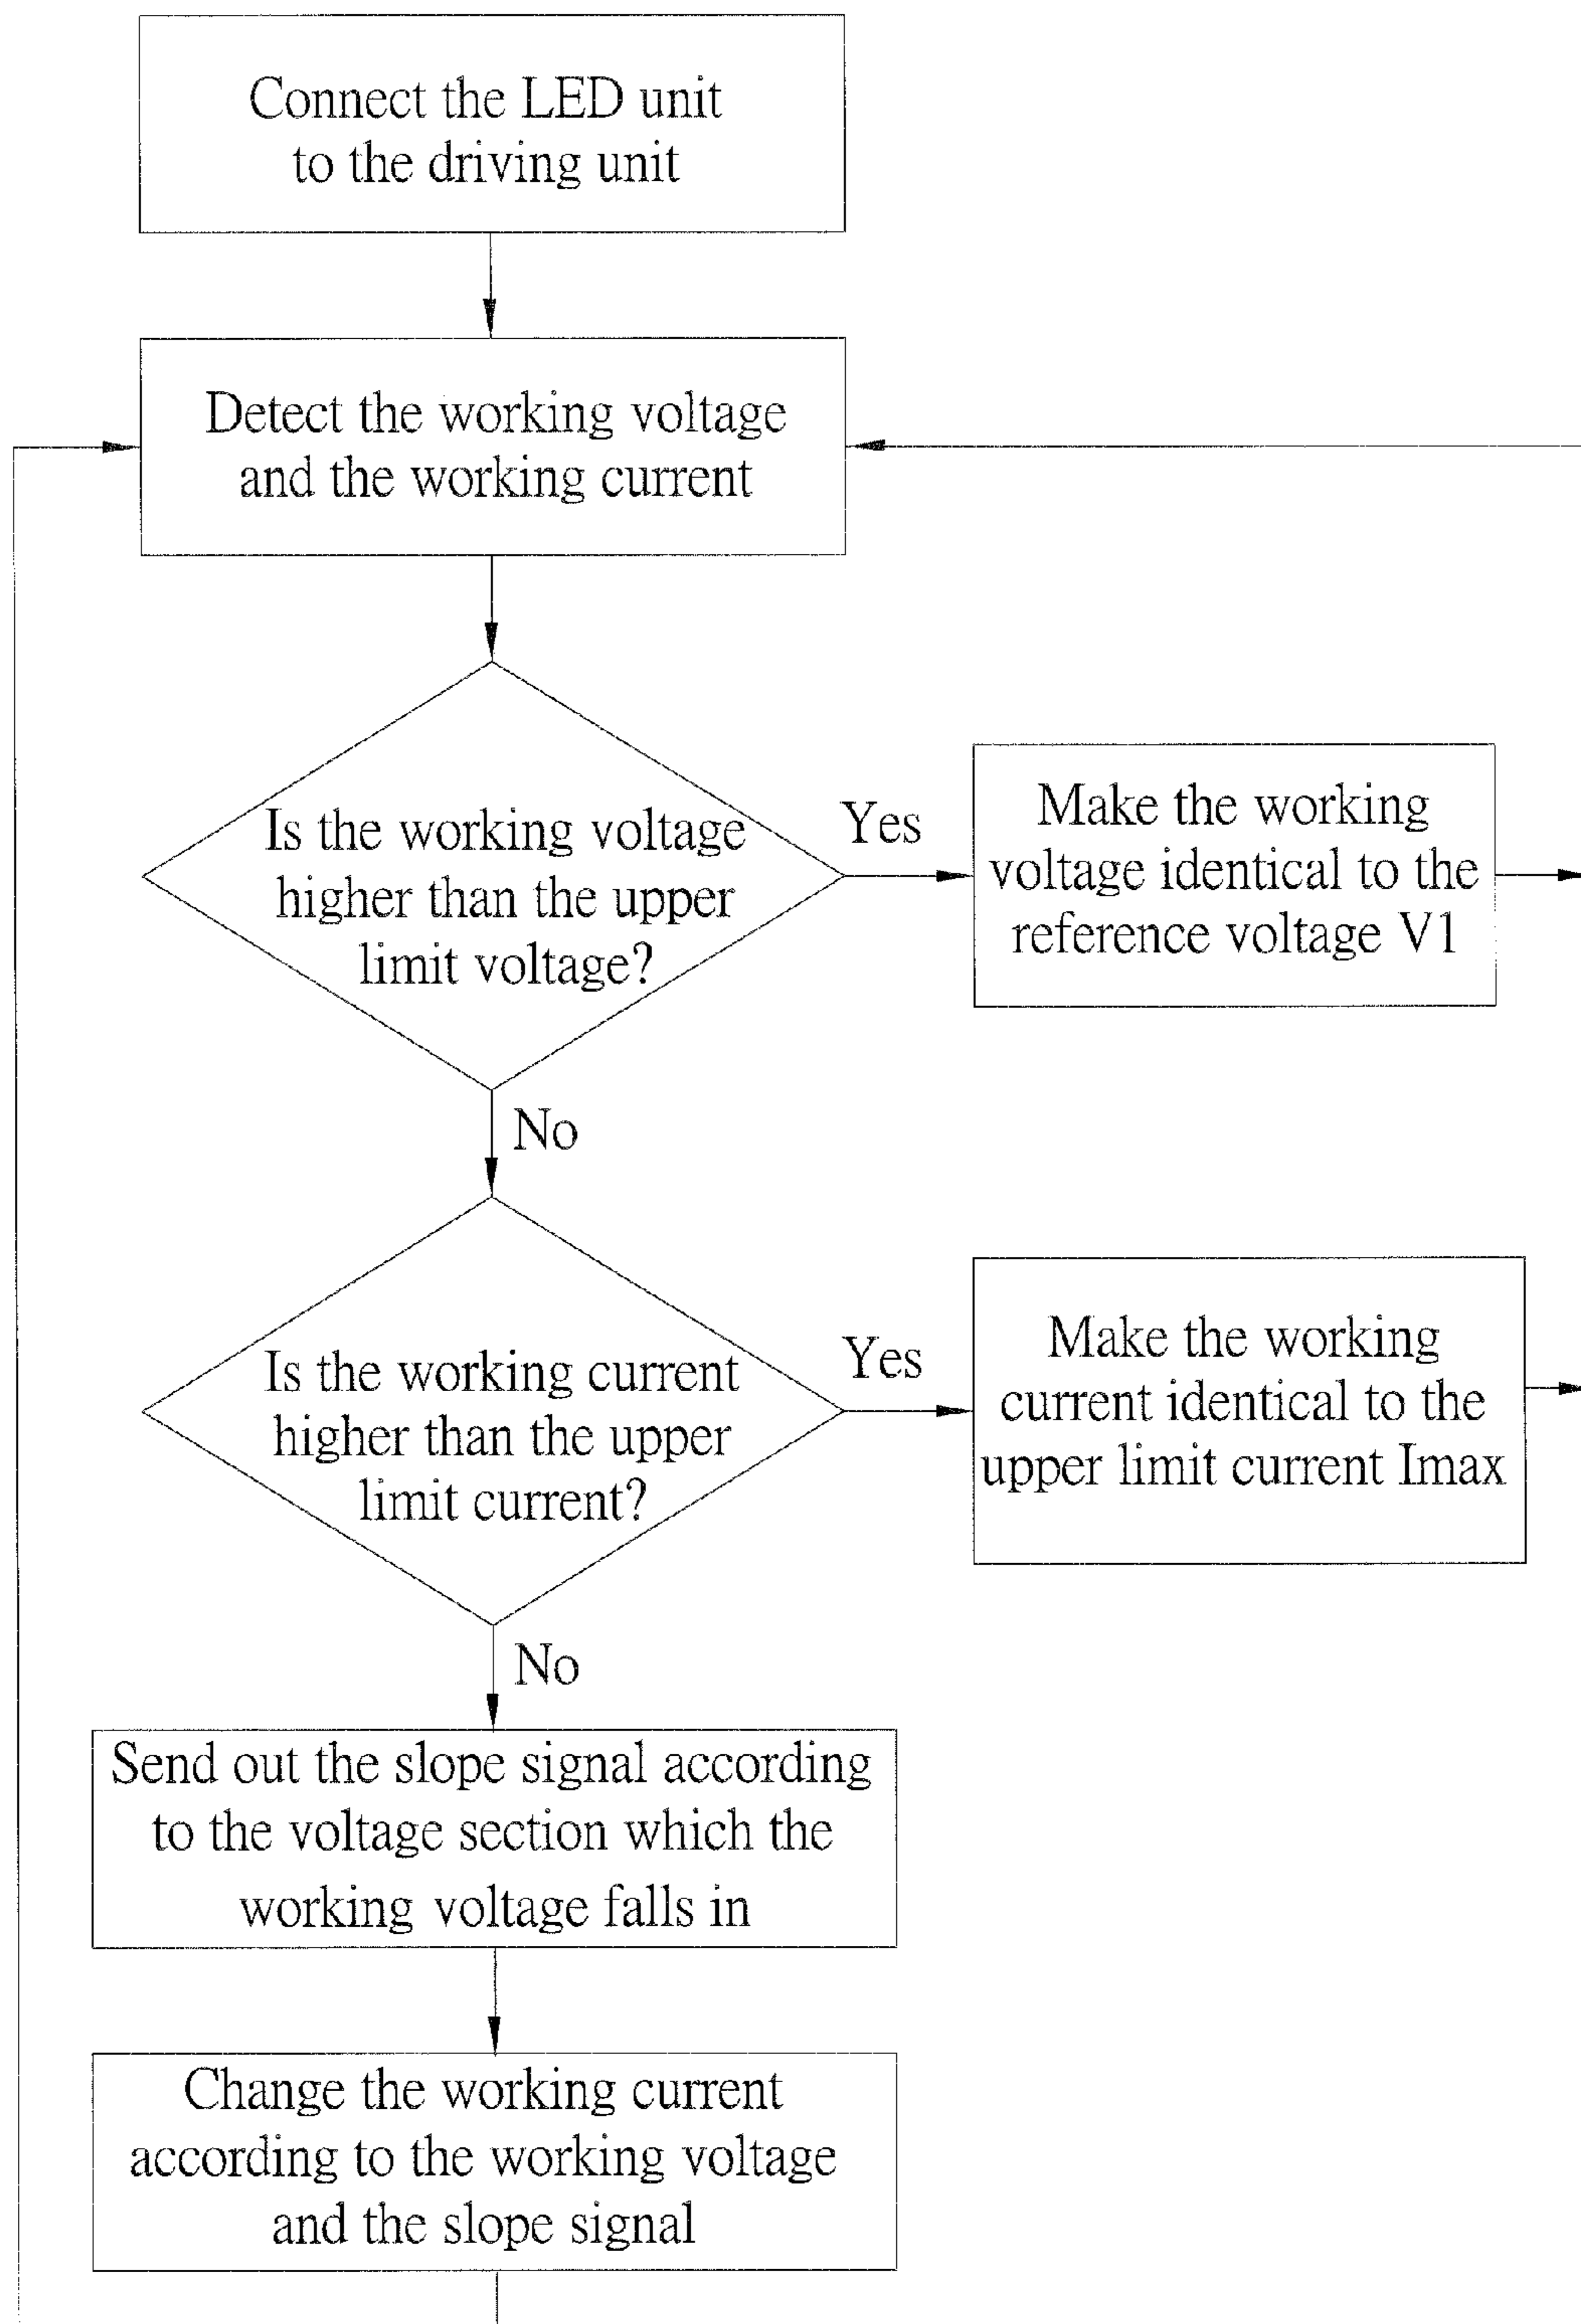 Connect the LED unit
to the driving unit
Detect the working voltage
and the working current
Is the working voltage
higher than the upper
limit voltage?
Yes
Make the working
voltage identical to the
reference voltage V1
No
Is the working current
higher than the upper
limit current?
Yes
Make the working
current identical to the
upper limit current Imax
No
Send out the slope signal according
to the voltage section which the
working voltage falls in
Change the working current
according to the working voltage
and the slope signal